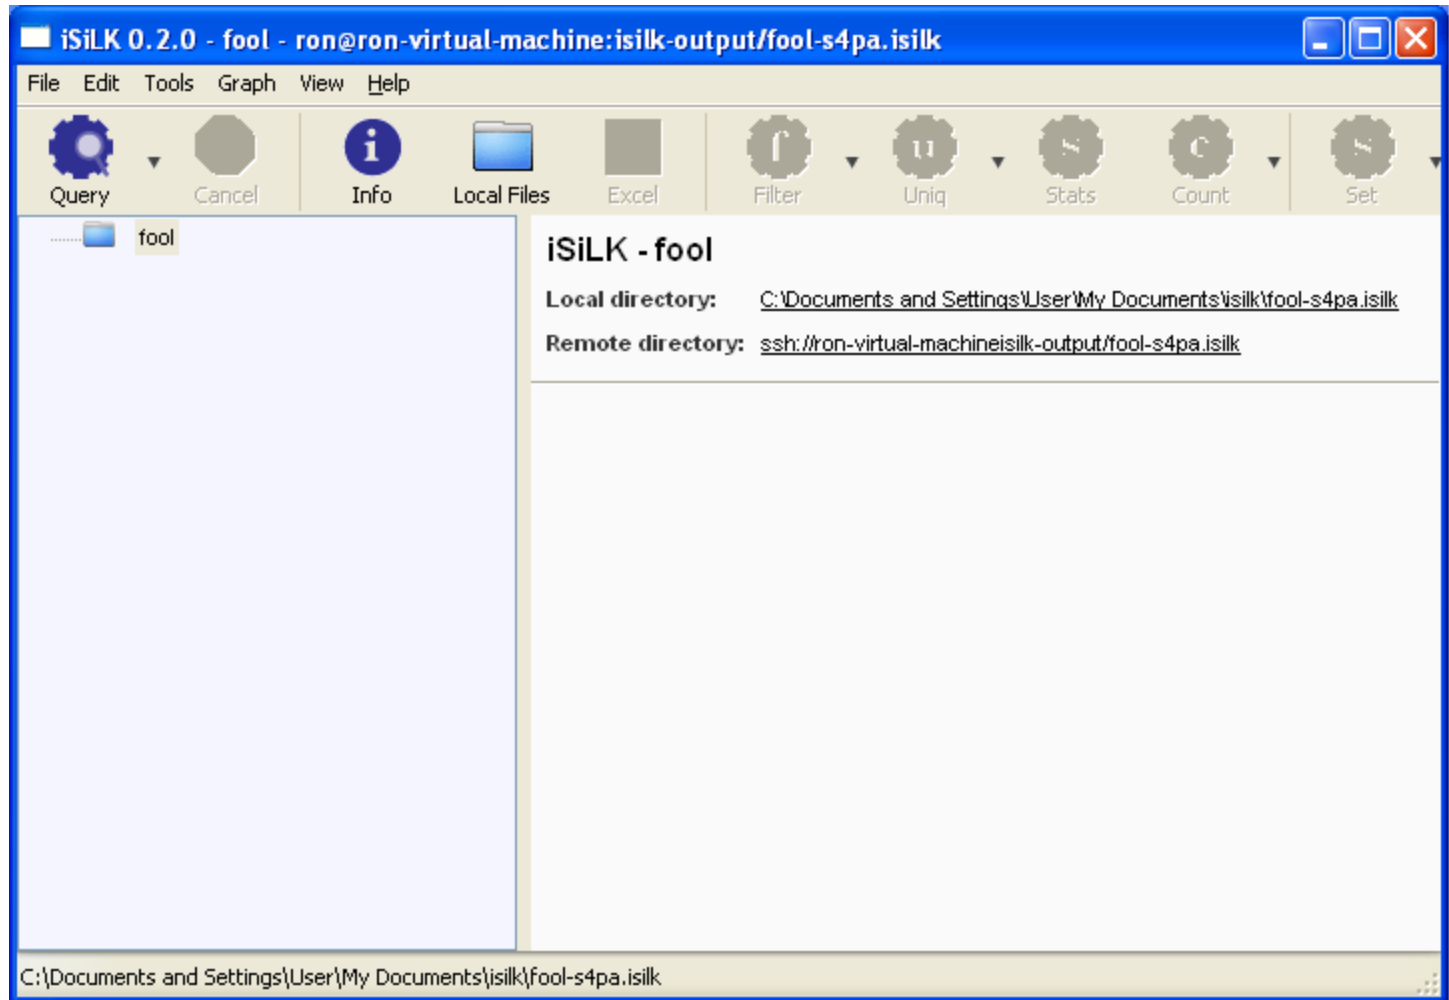 iSiLK 0.2.0 - fool - ron@ron-virtual-machine:isilk-output/fool-s4pa.isilk
File Edit Tools Graph View Help
Query Cancel Info Local Files Excel Filter Uniq Stats Count Set
fool
iSiLK - fool
Local directory: C:\Documents and Settings\User\My Documents\isilk\fool-s4pa.isilk
Remote directory: ssh://ron-virtual-machineisilk-output/fool-s4pa.isilk
C:\Documents and Settings\User\My Documents\isilk\fool-s4pa.isilk